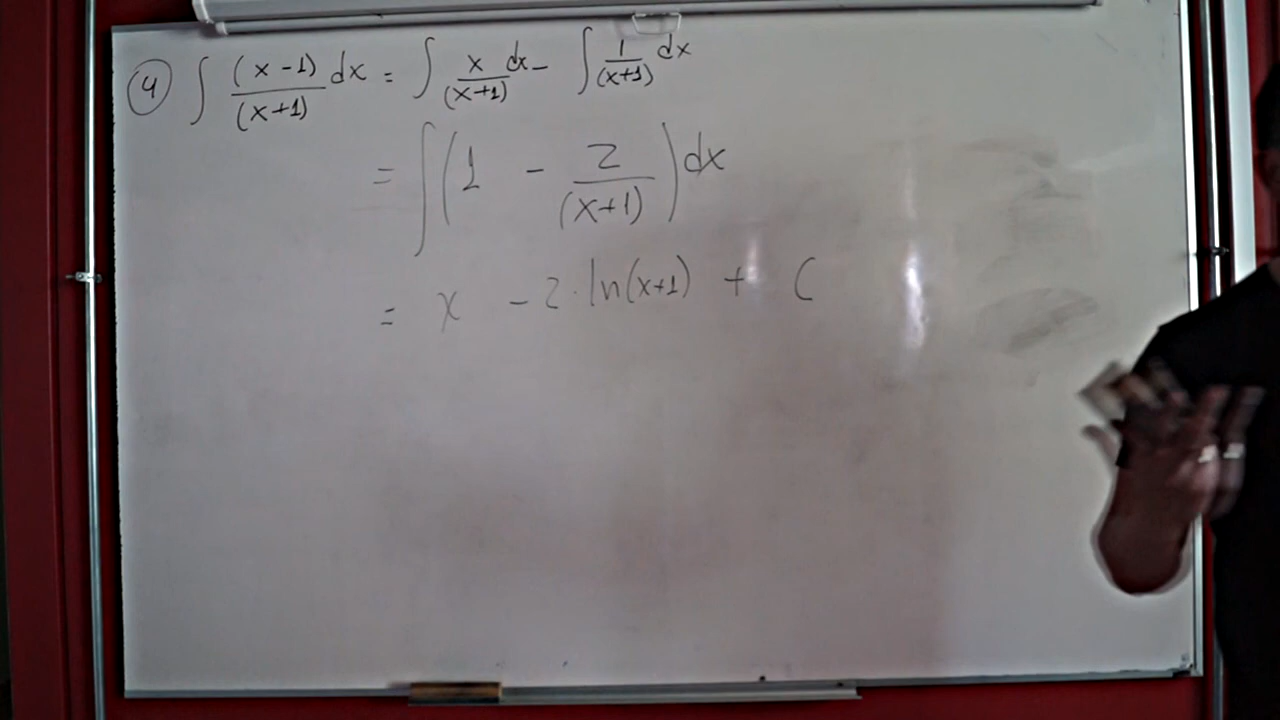 ④ ∫ (x-1)/(x+1) dx = ∫ x/(x+1) dx - ∫ 1/(x+1) dx
= ∫ (1 - 2/(x+1)) dx
= x - 2·ln(x+1) + C